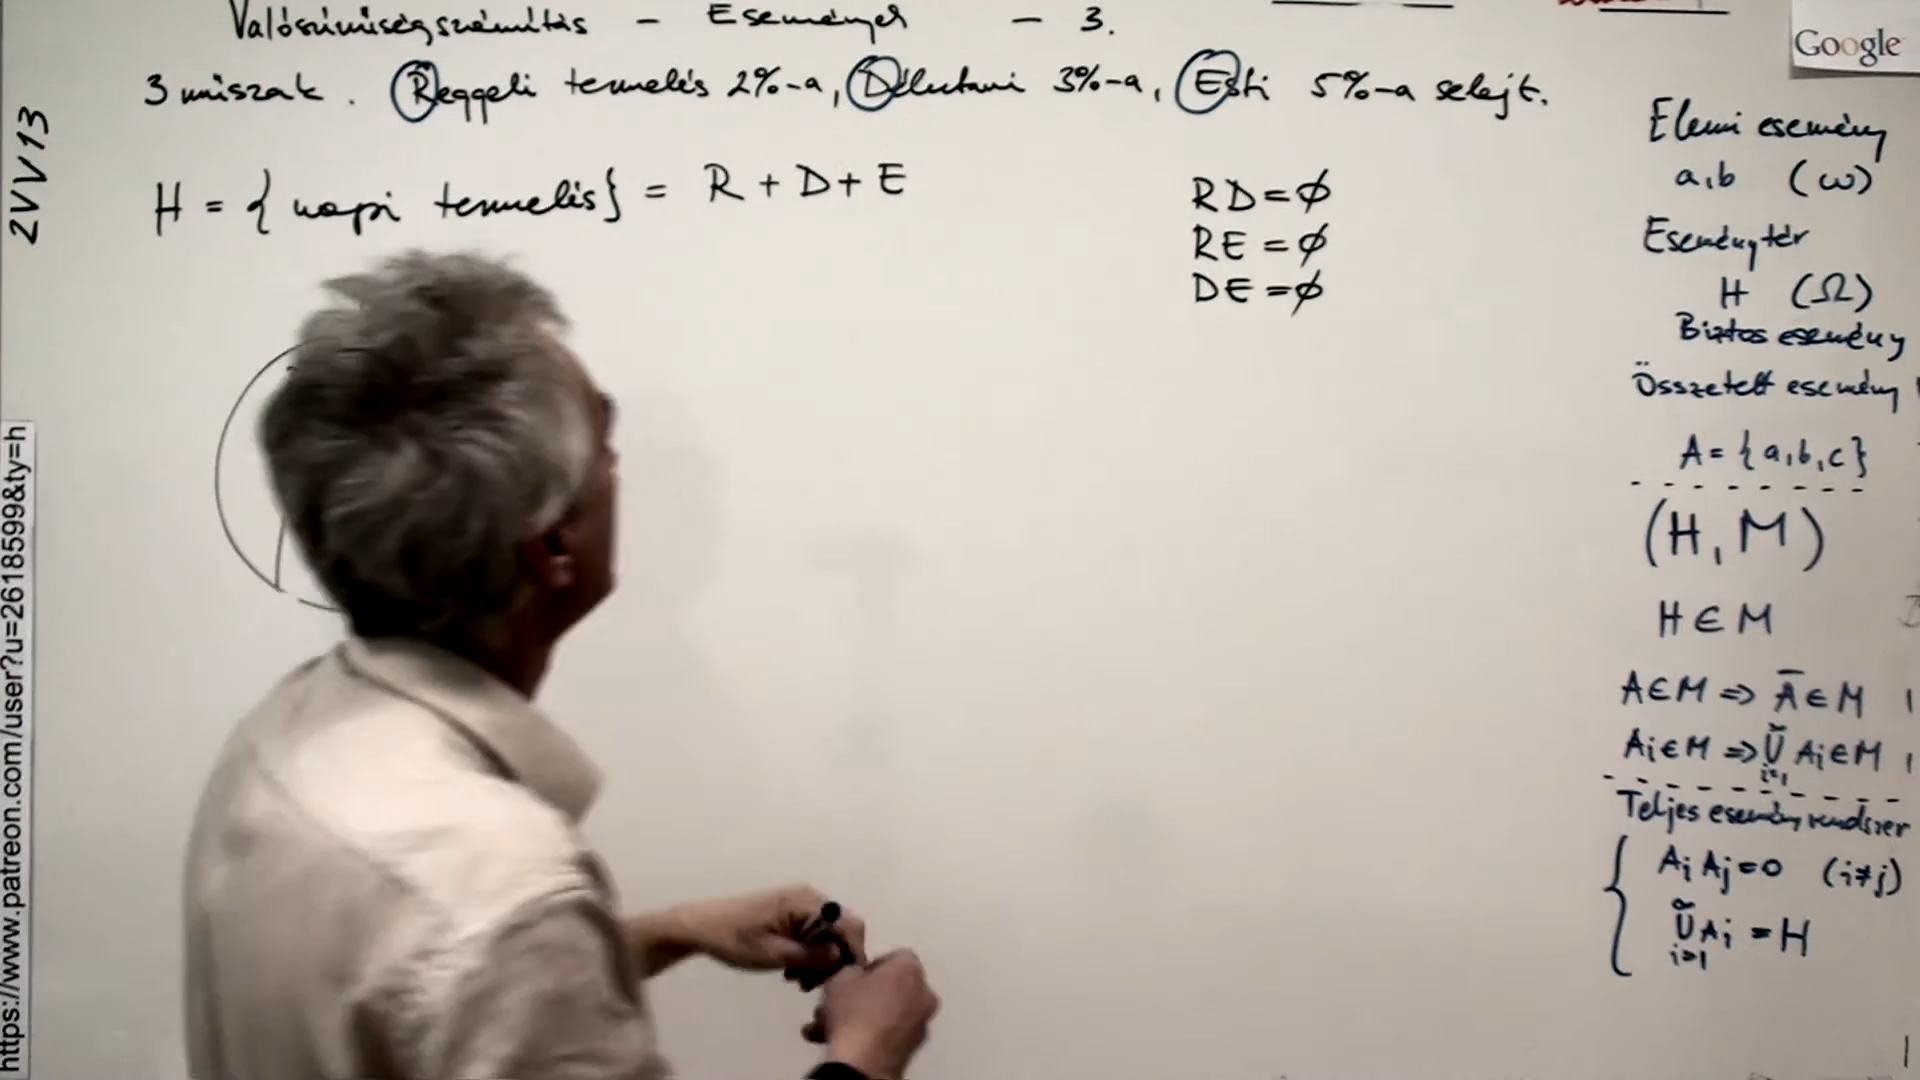 Valószínűségszámítás - Események - 3.
3 műszak. Reggeli termelés 2%-a, Délutáni 3%-a, Esti 5%-a selejt.
H = { napi termelés } = R + D + E
RD = ∅
RE = ∅
DE = ∅
2VV13
https://www.patreon.com/user?u=2618599&ty=h
Google
Elemi esemény
a,b (ω)
Eseménytér
H (Ω)
Biztos esemény
Összetett esemény
A = {a,b,c}
(H, M)
H ∈ M
A ∈ M ⇒ Ā ∈ M
Ai ∈ M ⇒ ∪ Ai ∈ M
i=1
Teljes eseményrendszer
Ai Aj = 0 (i≠j)
∞
∪ Ai = H
i=1